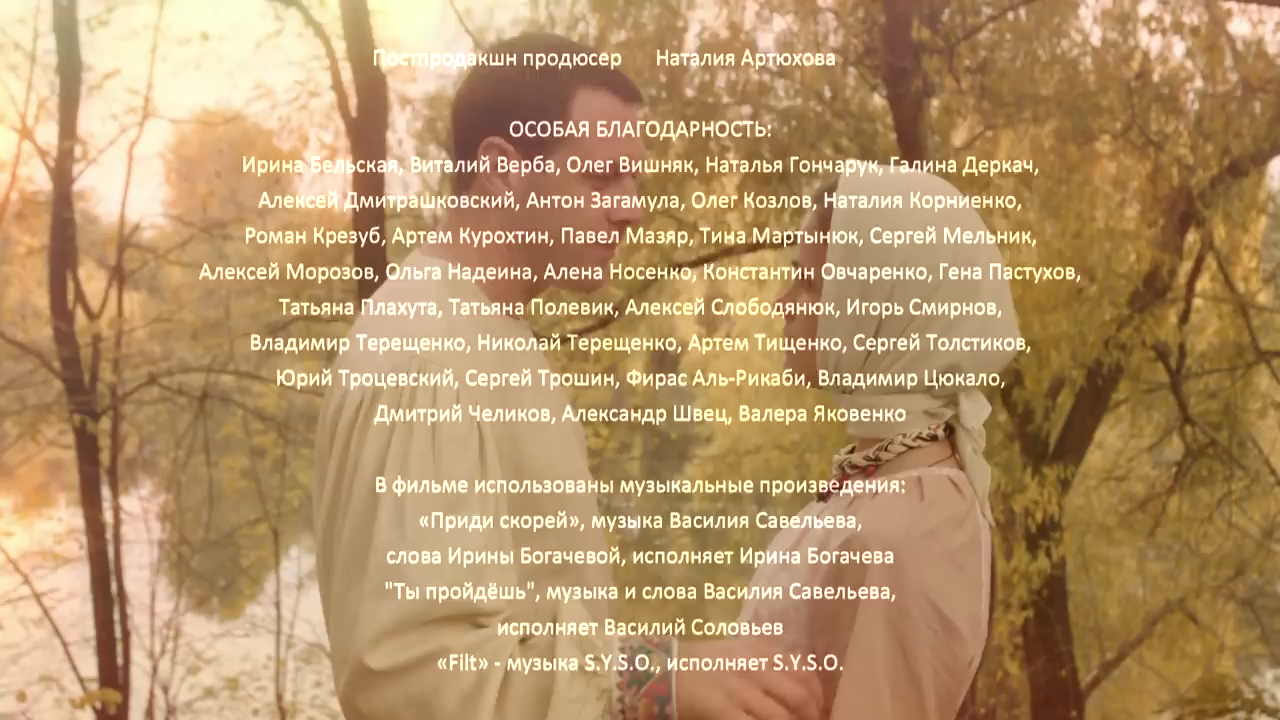 Постпродакшн продюсер Наталия Артюхова
ОСОБАЯ БЛАГОДАРНОСТЬ:
Ирина Бельская, Виталий Верба, Олег Вишняк, Наталья Гончарук, Галина Деркач,
Алексей Дмитрашковский, Антон Загамула, Олег Козлов, Наталия Корниенко,
Роман Крезуб, Артем Курохтин, Павел Мазяр, Тина Мартынюк, Сергей Мельник,
Алексей Морозов, Ольга Надеина, Алена Носенко, Константин Овчаренко, Гена Пастухов,
Татьяна Плахута, Татьяна Полевик, Алексей Слободянюк, Игорь Смирнов,
Владимир Терещенко, Николай Терещенко, Артем Тищенко, Сергей Толстиков,
Юрий Троцевский, Сергей Трошин, Фирас Аль-Рикаби, Владимир Цюкало,
Дмитрий Челиков, Александр Швец, Валера Яковенко
В фильме использованы музыкальные произведения:
«Приди скорей», музыка Василия Савельева,
слова Ирины Богачевой, исполняет Ирина Богачева
"Ты пройдёшь", музыка и слова Василия Савельева,
исполняет Василий Соловьев
«Filt» - музыка S.Y.S.O., исполняет S.Y.S.O.